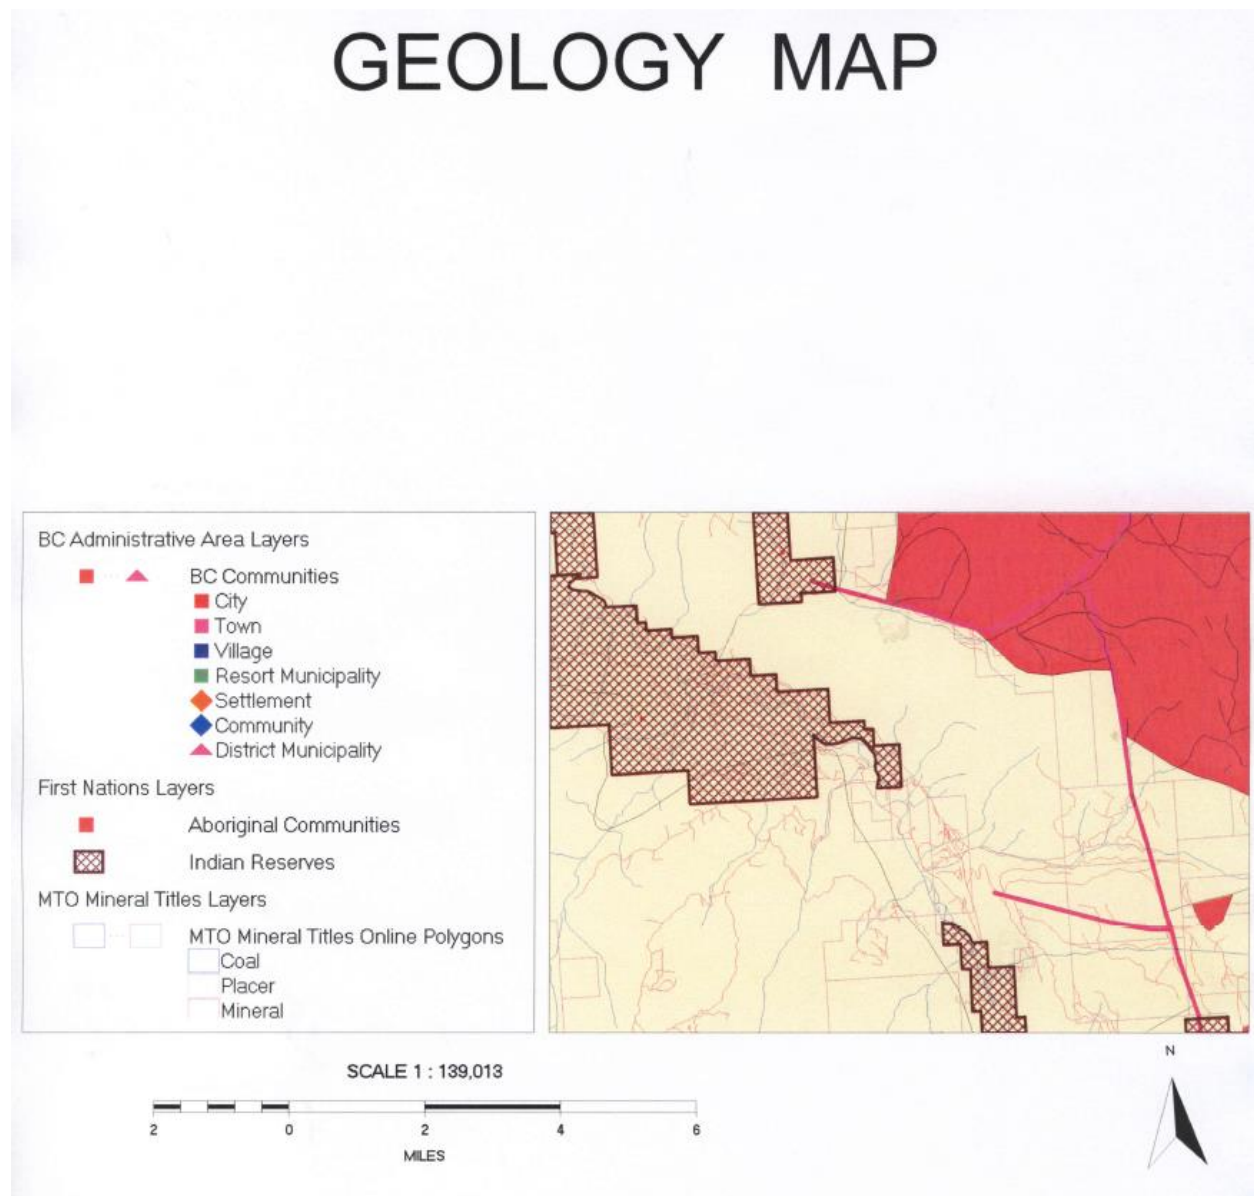 GEOLOGY MAP
BC Administrative Area Layers
BC Communities
City
Town
Village
Resort Municipality
Settlement
Community
District Municipality
First Nations Layers
Aboriginal Communities
Indian Reserves
MTO Mineral Titles Layers
MTO Mineral Titles Online Polygons
Coal
Placer
Mineral
SCALE 1 : 139,013
2 0 2 4 6
MILES
N